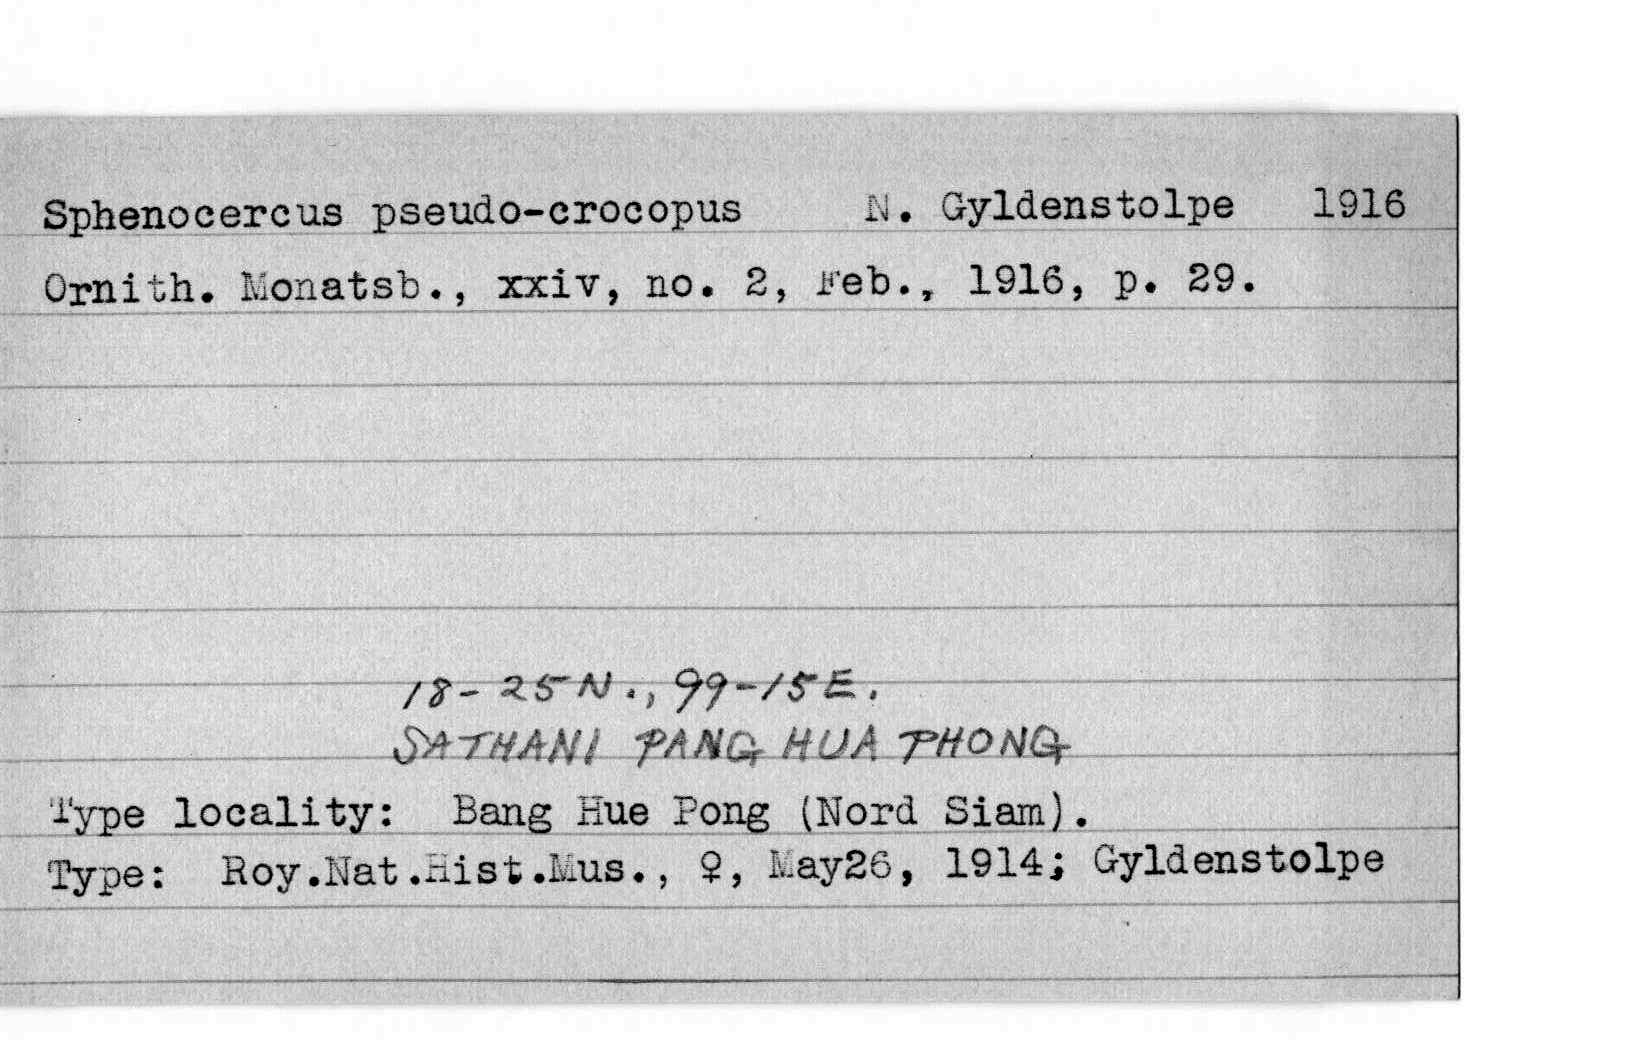 Sphenocercus pseudo-crocopus N. Gyldenstolpe 1916
Ornith. Monatsb., xxiv, no. 2, Feb., 1916, p. 29.
18-25N., 99-15E.
SATHANI PANG HUA PHONG
Type locality: Bang Hue Pong (Nord Siam).
Type: Roy.Nat.Hist.Mus., ♀, May26, 1914; Gyldenstolpe